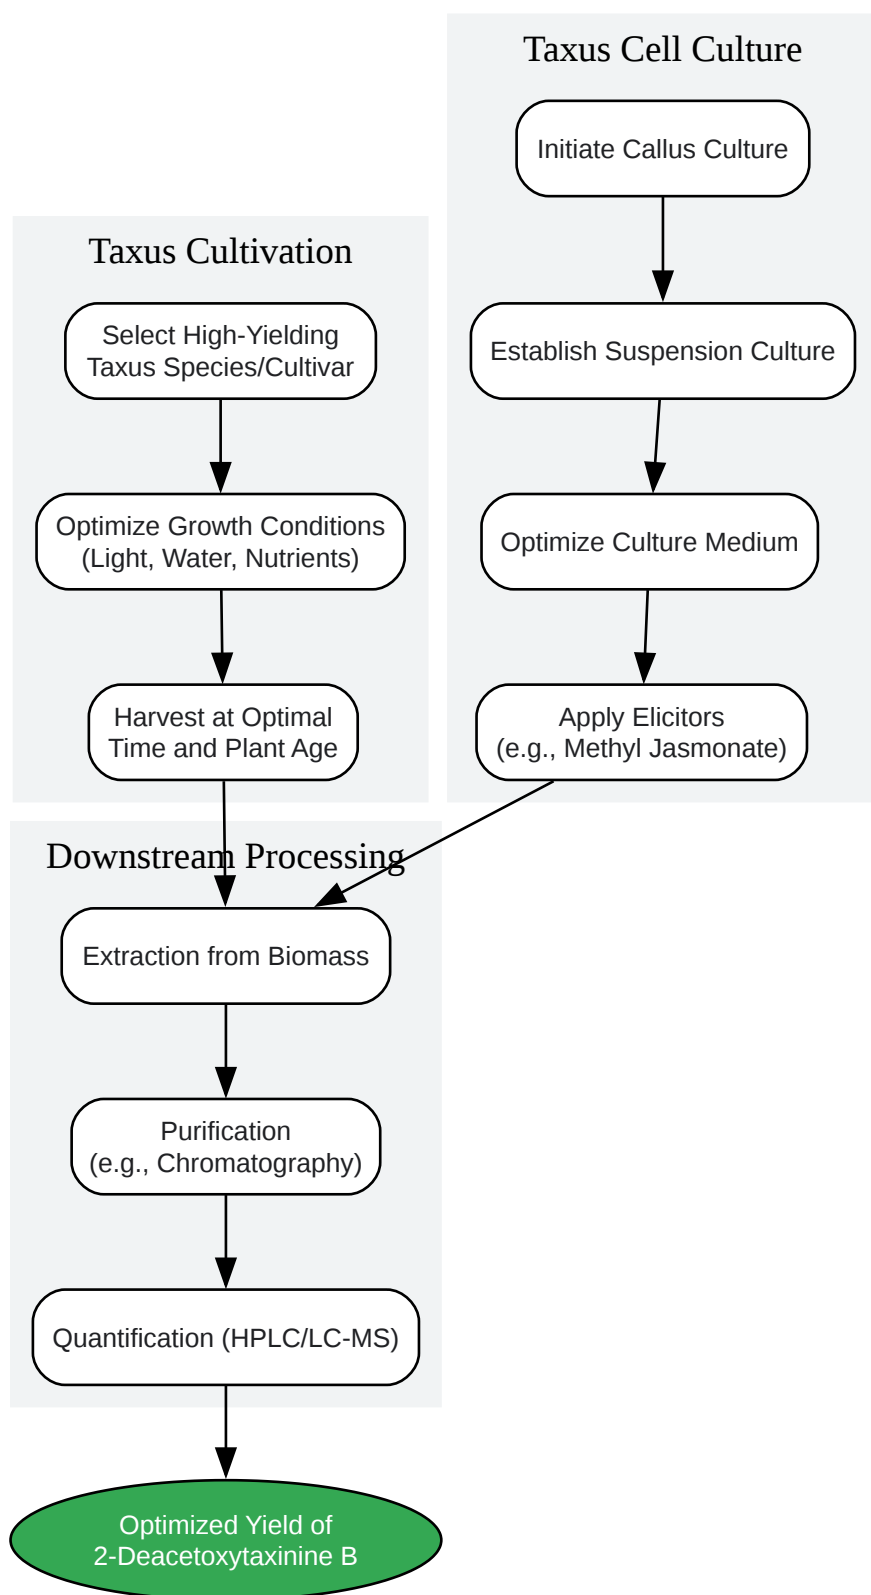 Taxus Cell Culture
Initiate Callus Culture
Establish Suspension Culture
Optimize Culture Medium
Apply Elicitors
(e.g., Methyl Jasmonate)
Taxus Cultivation
Select High-Yielding
Taxus Species/Cultivar
Optimize Growth Conditions
(Light, Water, Nutrients)
Harvest at Optimal
Time and Plant Age
Downstream Processing
Extraction from Biomass
Purification
(e.g., Chromatography)
Quantification (HPLC/LC-MS)
Optimized Yield of
2-Deacetoxytaxinine B